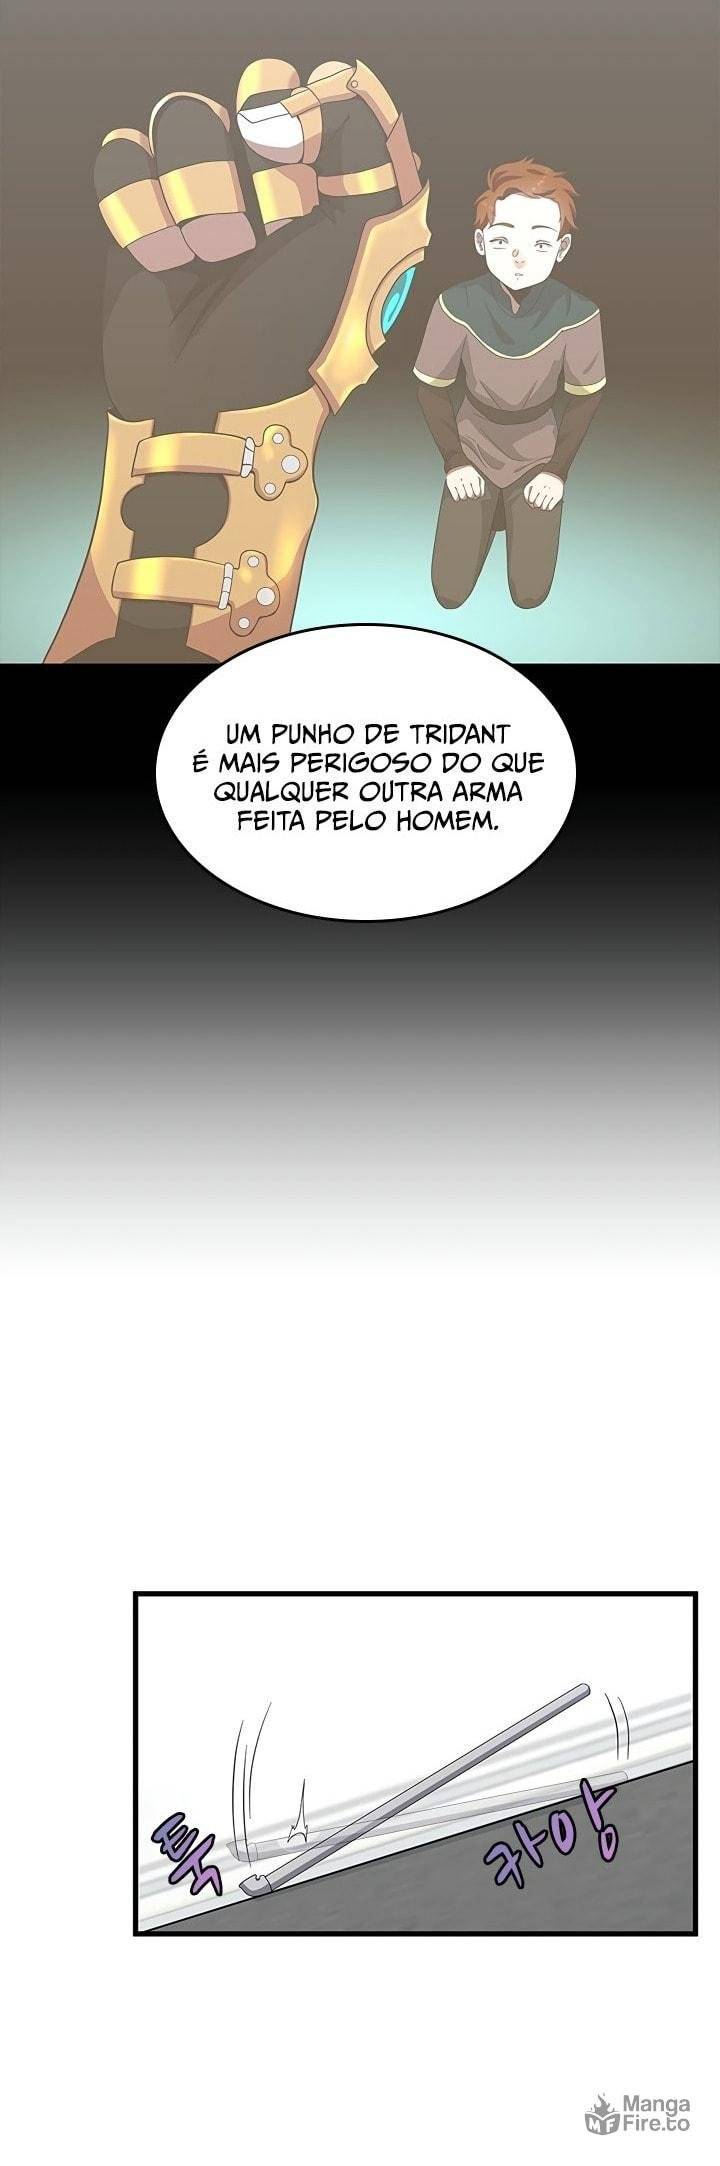 UM PUNHO DE TRIDANT
É MAIS PERIGOSO DO QUE
QUALQUER OUTRA ARMA
FEITA PELO HOMEM.
툭
카앙
Manga
MF Fire.to